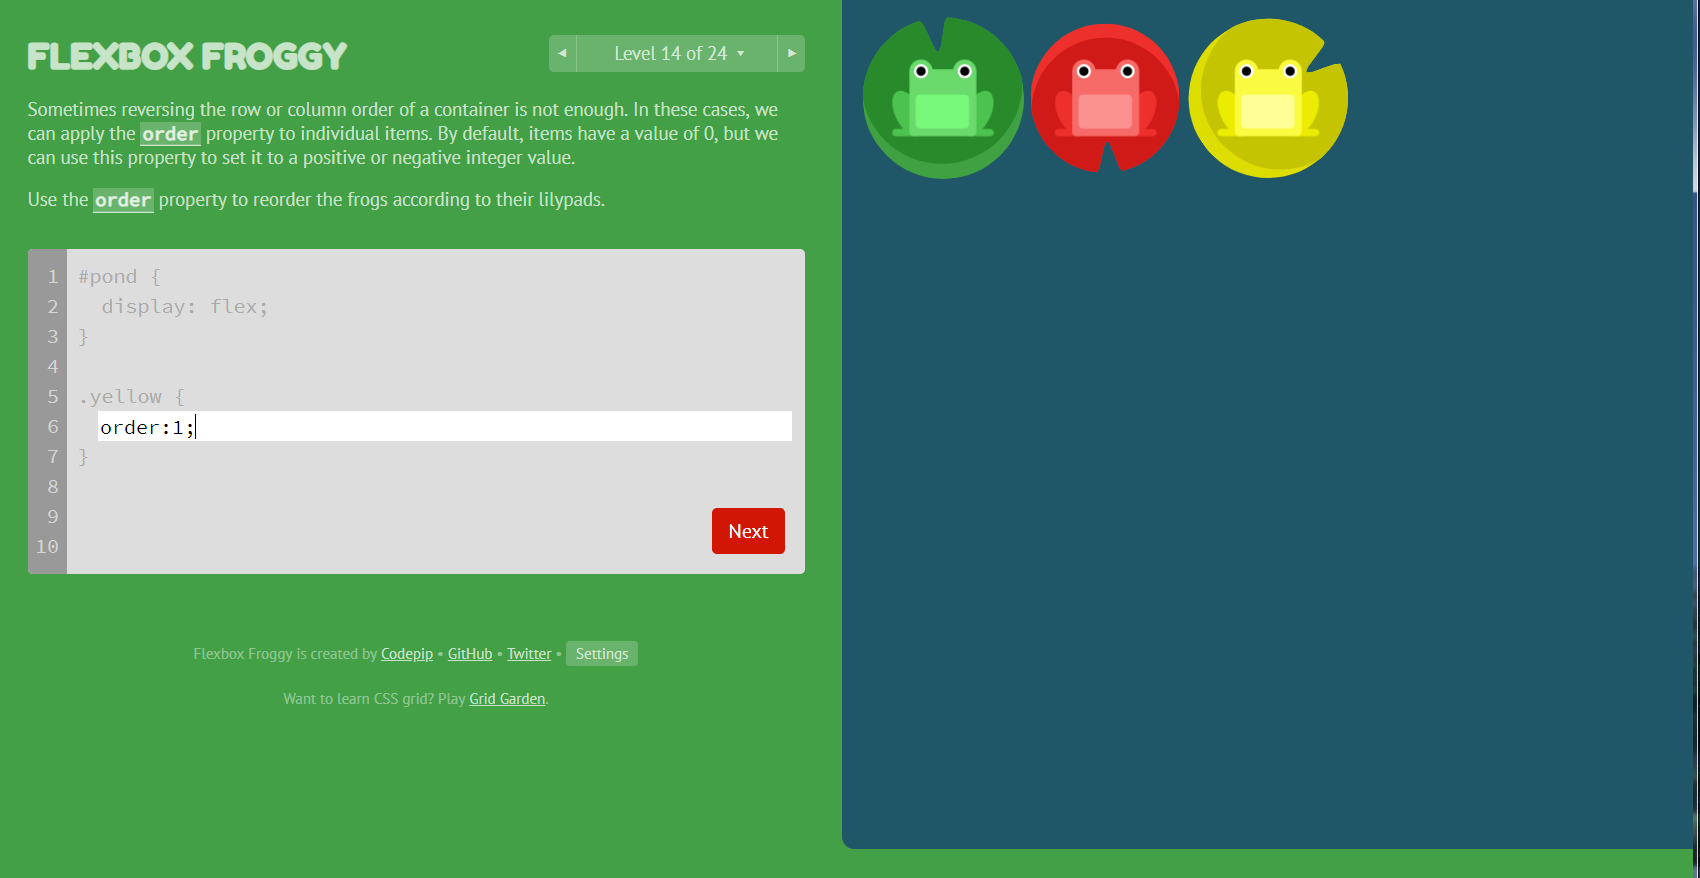 FLEXBOX FROGGY
◀ Level 14 of 24 ▼ ▶
Sometimes reversing the row or column order of a container is not enough. In these cases, we
can apply the order property to individual items. By default, items have a value of 0, but we
can use this property to set it to a positive or negative integer value.
Use the order property to reorder the frogs according to their lilypads.
1 #pond {
2   display: flex;
3 }
4
5 .yellow {
6   order:1;
7 }
8
9
10
Next
Flexbox Froggy is created by Codepip • GitHub • Twitter • Settings
Want to learn CSS grid? Play Grid Garden.